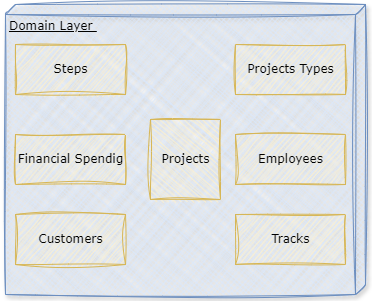 Domain Layer
Steps
Projects Types
Financial Spendig
Projects
Employees
Customers
Tracks